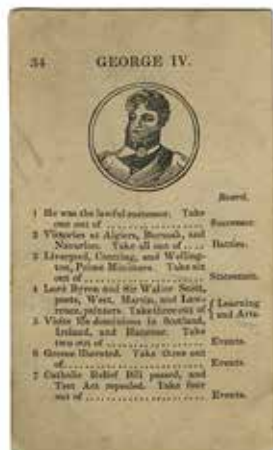 34 GEORGE IV.
Board.
1 He was the lawful successor. Take
one out of .................... Successor.
2 Victories at Algiers, Burmah, and
Navarino. Take all out of .... Battles.
3 Liverpool, Canning, and Welling-
ton, Prime Ministers. Take six
out of .................... Statesmen.
4 Lord Byron and Sir Walter Scott,
poets, West, Martin, and Law-
rence, painters. Take three out of { Learning and Arts.
5 Visits his dominions in Scotland,
Ireland, and Hanover. Take
two out of .................... Events.
6 Greece liberated. Take three out
of .................... Events.
7 Catholic Relief Bill passed, and
Test Act repealed. Take four
out of .................... Events.